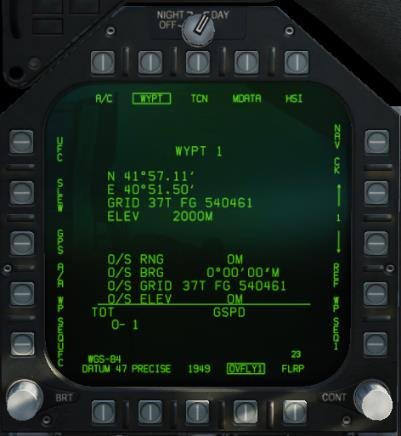 NIGHT DAY
OFF
A/C WYPT TCN MDATA HSI
UFC
SLEW
GPS
A/A
WP
SEQUFC
NAV CK
1
REF WP
SEQ1
WYPT 1
N 41°57.11'
E 40°51.50'
GRID 37T FG 540461
ELEV 2000M
O/S RNG 0M
O/S BRG 0°00'00"M
O/S GRID 37T FG 540461
O/S ELEV 0M
TOT GSPD
0- 1
WGS-84 23
DATUM 47 PRECISE 1949 OVFLY1 FLRP
BRT CONT